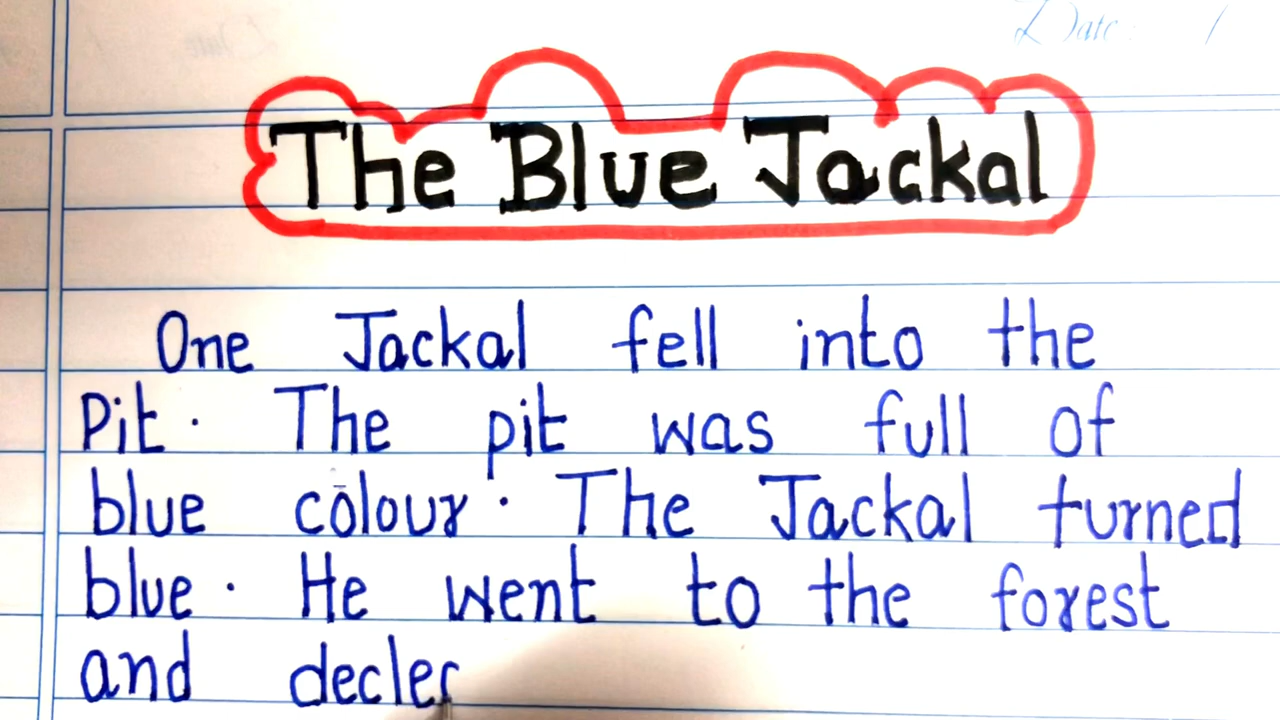 Date:    /
The Blue Jackal
One Jackal fell into the
Pit. The pit was full of
blue colour. The Jackal turned
blue. He went to the forest
and decler